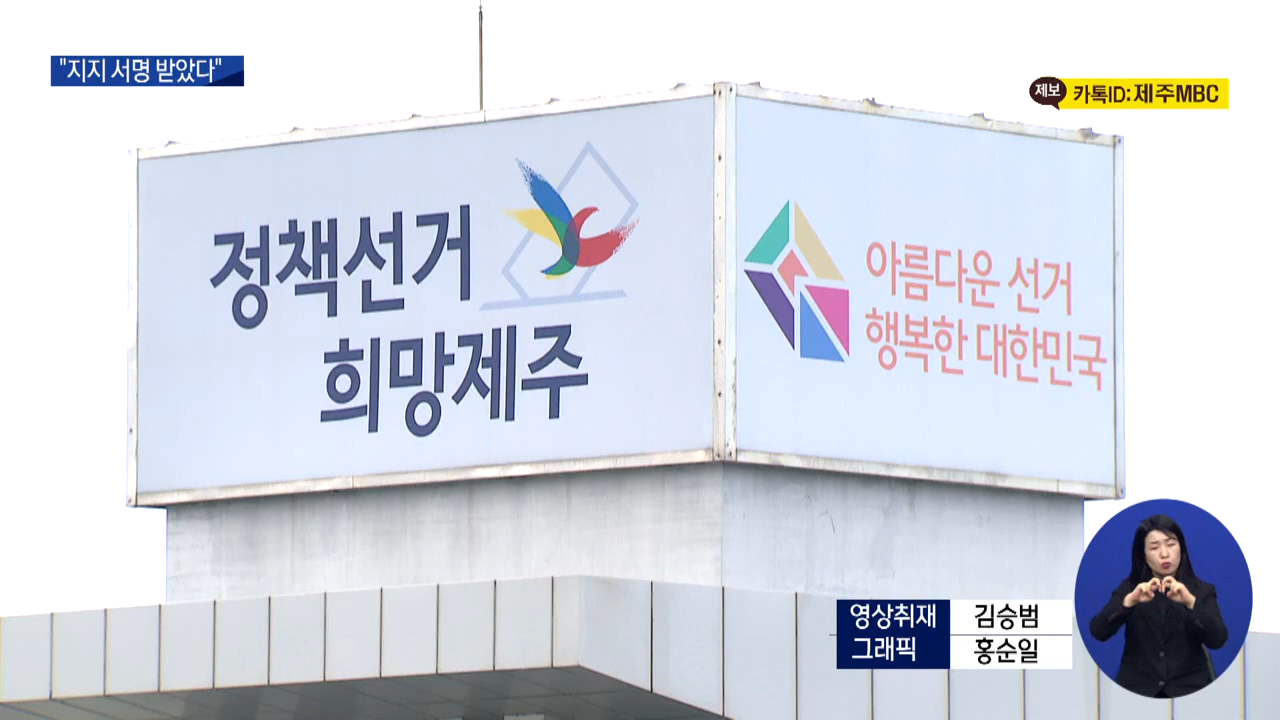 "지지 서명 받았다"
제보
카톡ID:제주MBC
정책선거
희망제주
아름다운 선거
행복한 대한민국
영상취재 김승범
그래픽 홍순일